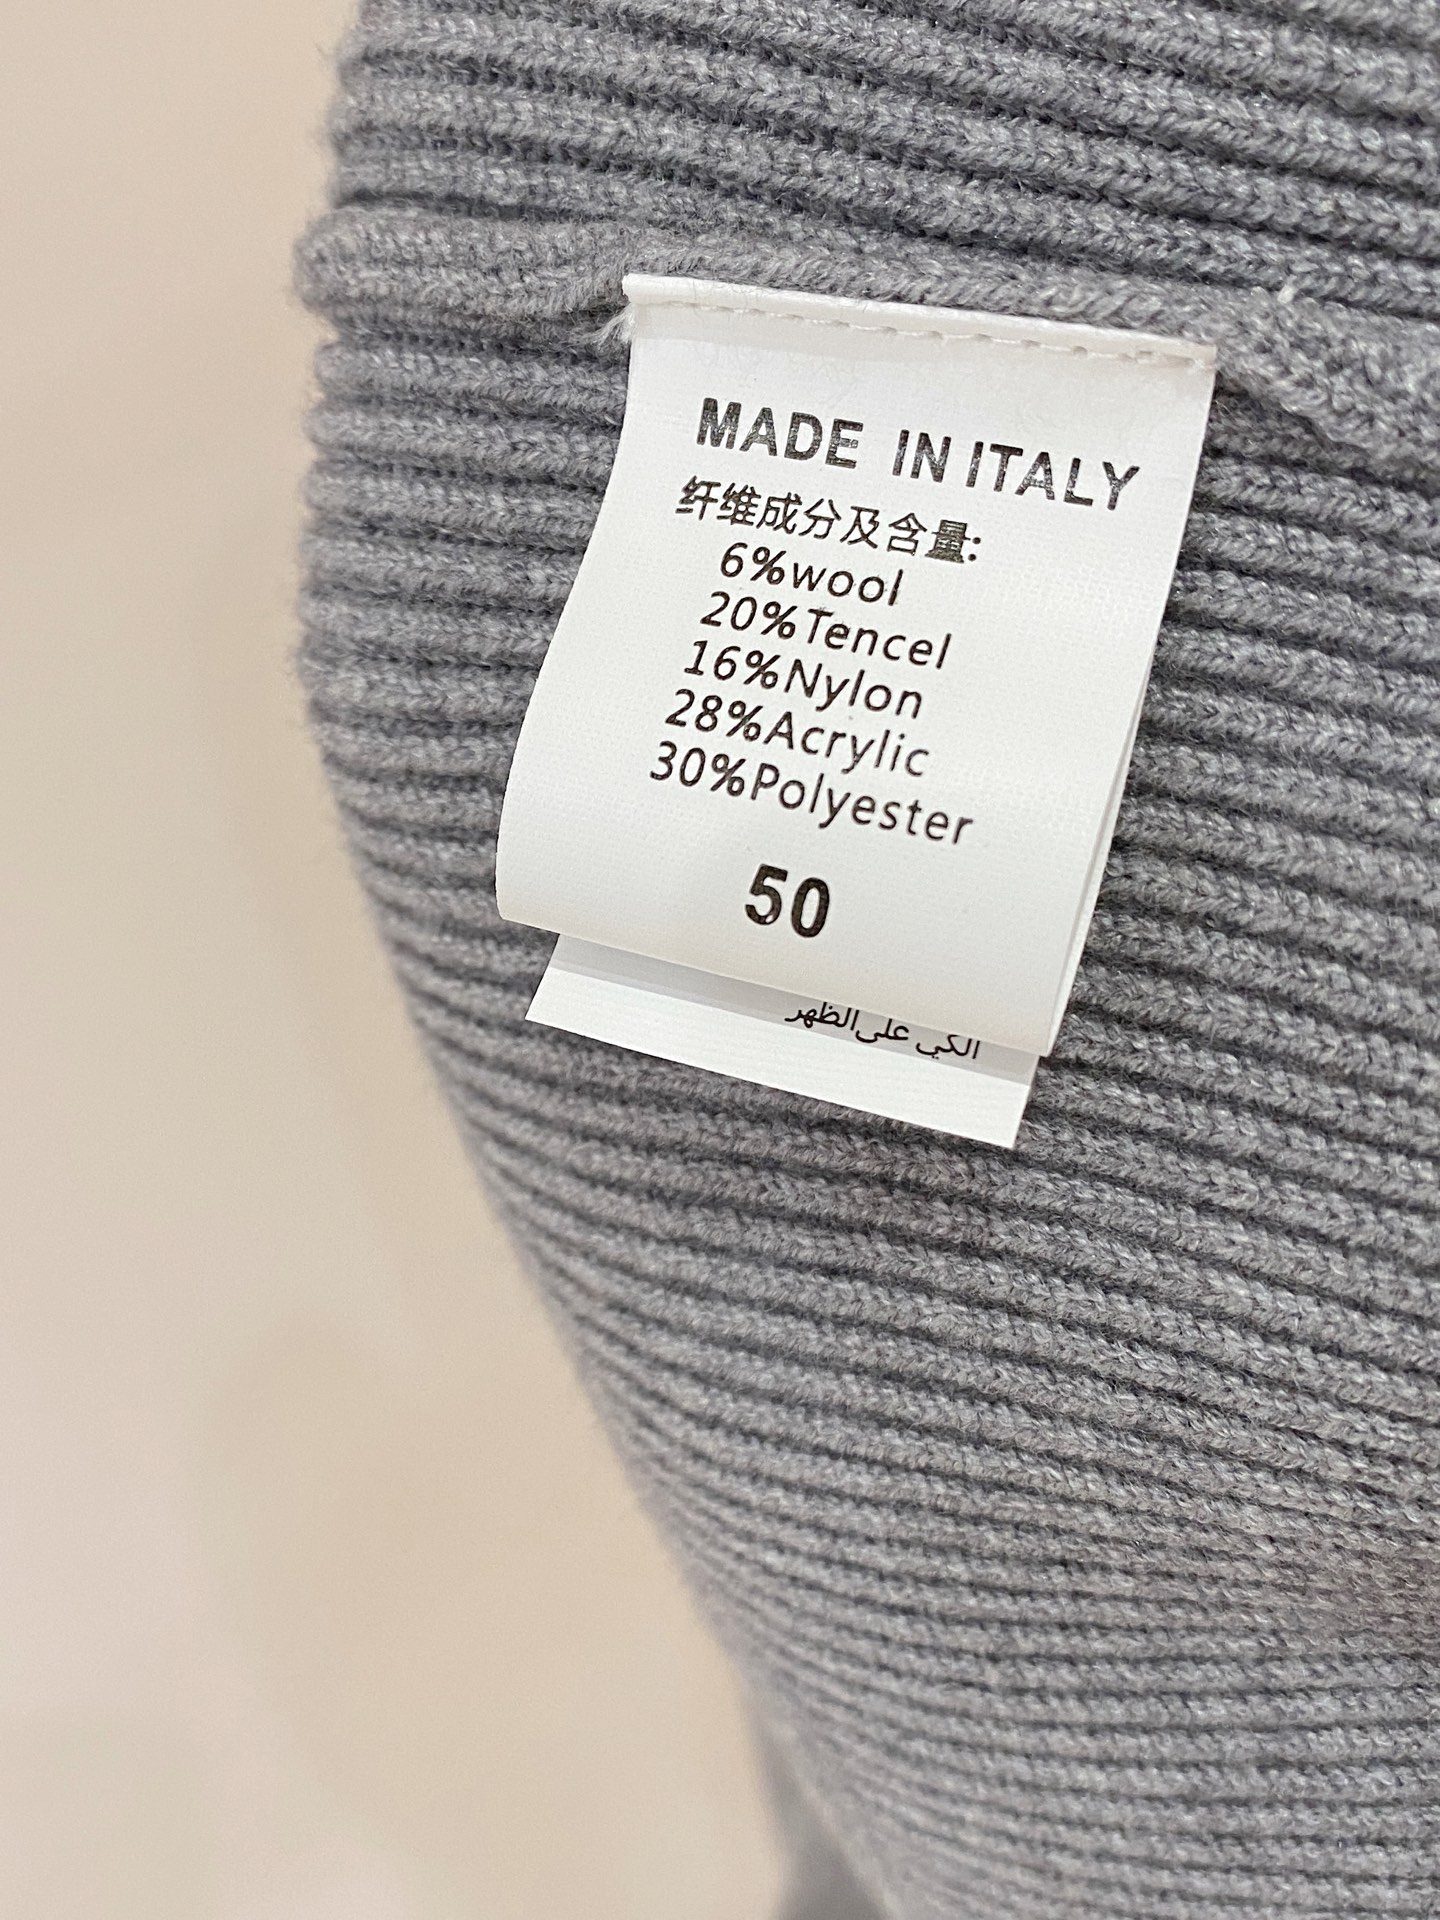 MADE IN ITALY
纤维成分及含量:
6%wool
20%Tencel
16%Nylon
28%Acrylic
30%Polyester
50
الكي على الظهر